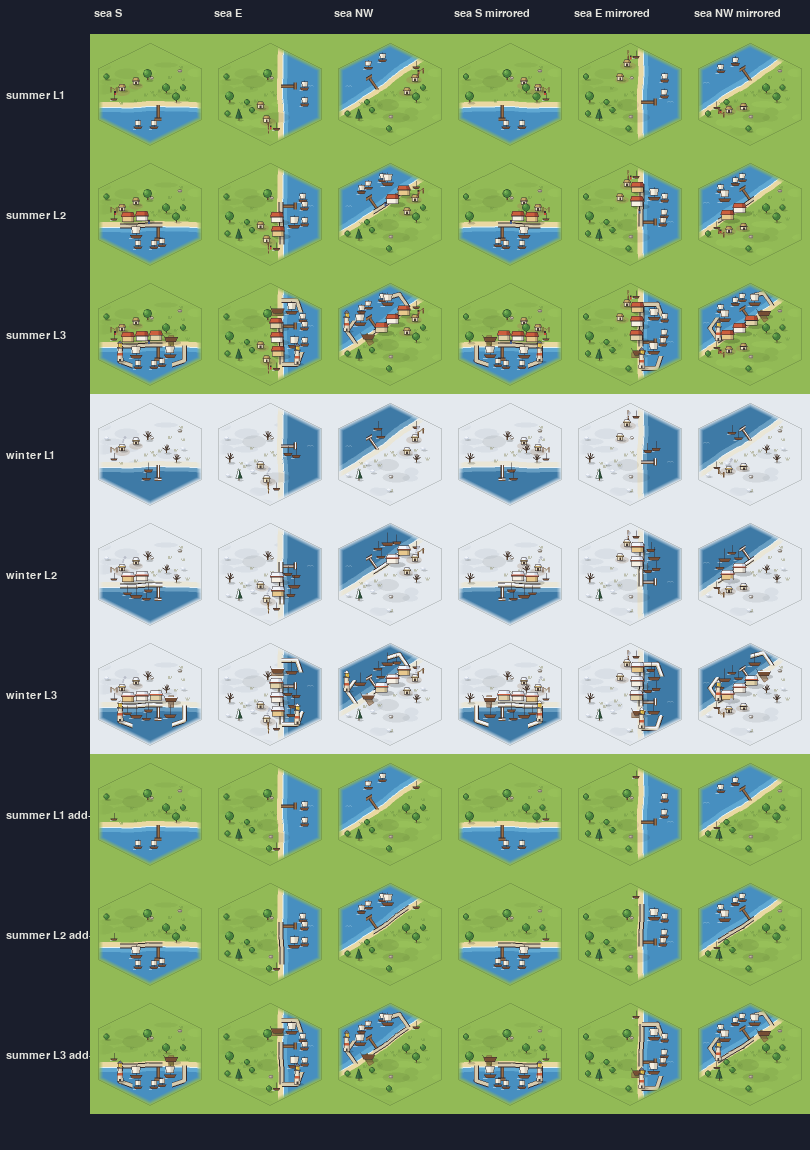 sea S sea E sea NW sea S mirrored sea E mirrored sea NW mirrored
summer L1
summer L2
summer L3
winter L1
winter L2
winter L3
summer L1 add-
summer L2 add-
summer L3 add-